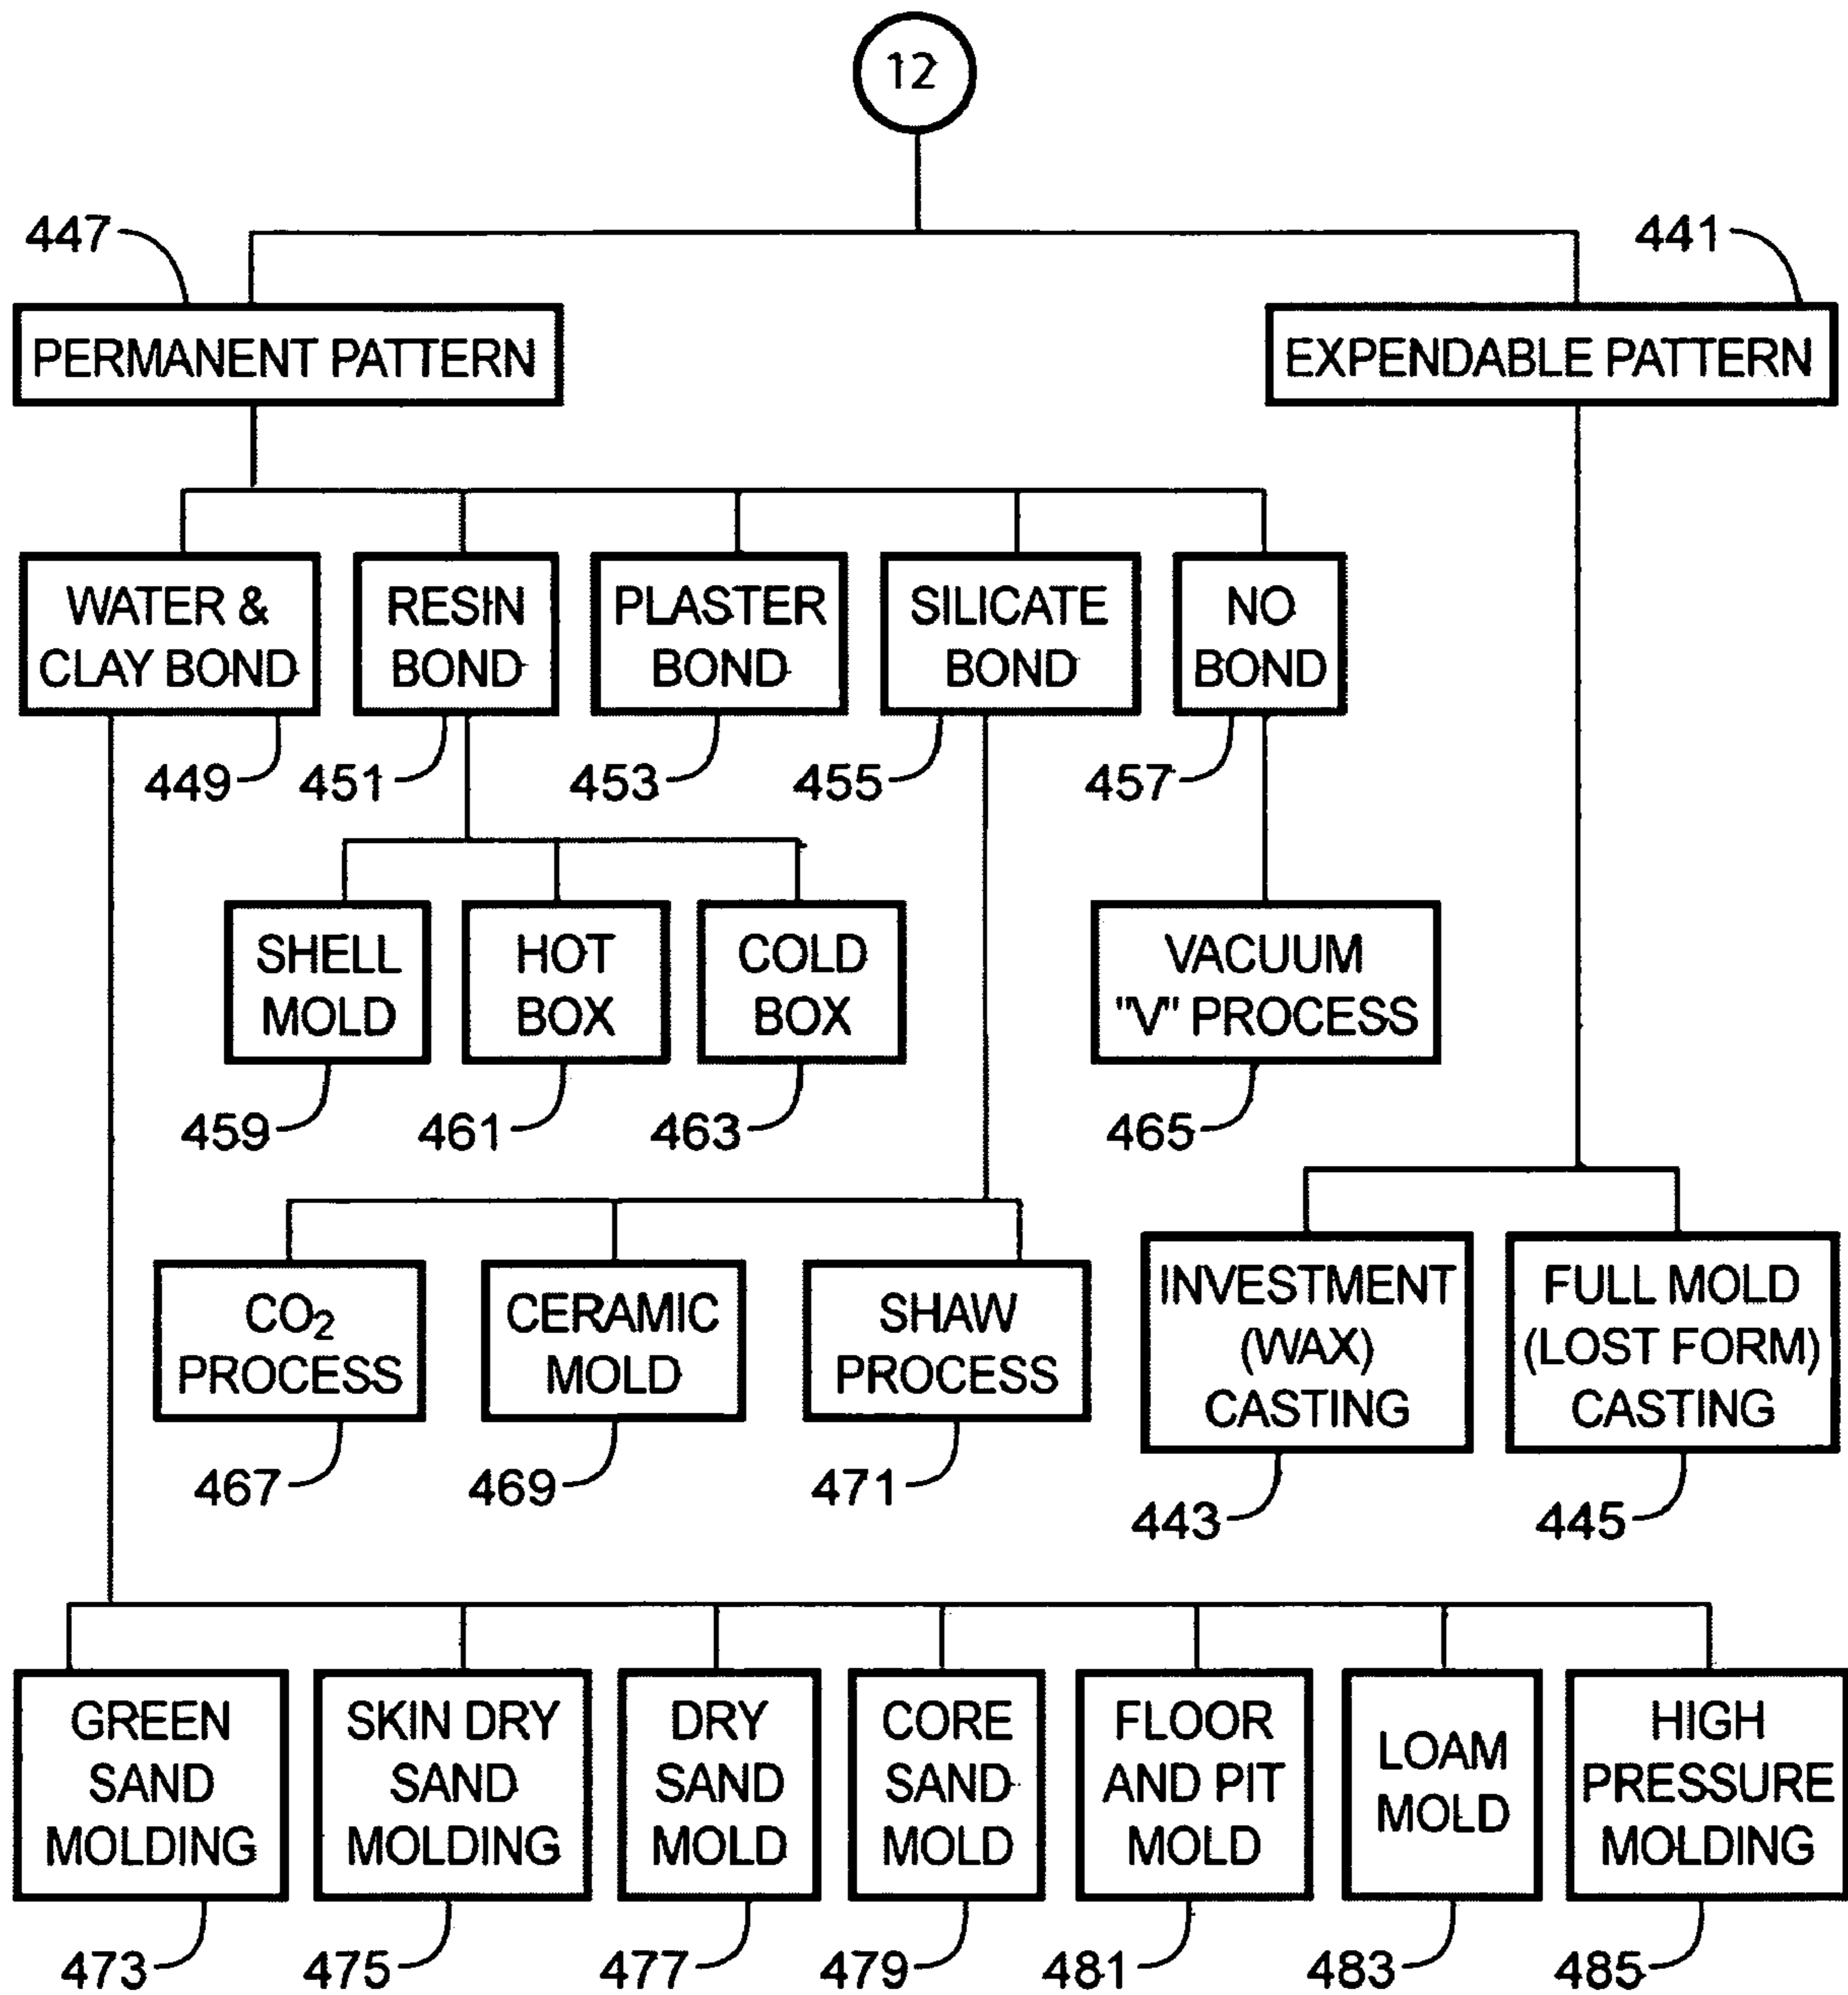 12
447
441
PERMANENT PATTERN
EXPENDABLE PATTERN
WATER &
CLAY BOND
RESIN
BOND
PLASTER
BOND
SILICATE
BOND
NO
BOND
449
451
453
455
457
SHELL
MOLD
HOT
BOX
COLD
BOX
VACUUM
"V" PROCESS
459
461
463
465
CO₂
PROCESS
CERAMIC
MOLD
SHAW
PROCESS
INVESTMENT
(WAX)
CASTING
FULL MOLD
(LOST FORM)
CASTING
467
469
471
443
445
GREEN
SAND
MOLDING
SKIN DRY
SAND
MOLDING
DRY
SAND
MOLD
CORE
SAND
MOLD
FLOOR
AND PIT
MOLD
LOAM
MOLD
HIGH
PRESSURE
MOLDING
473
475
477
479
481
483
485